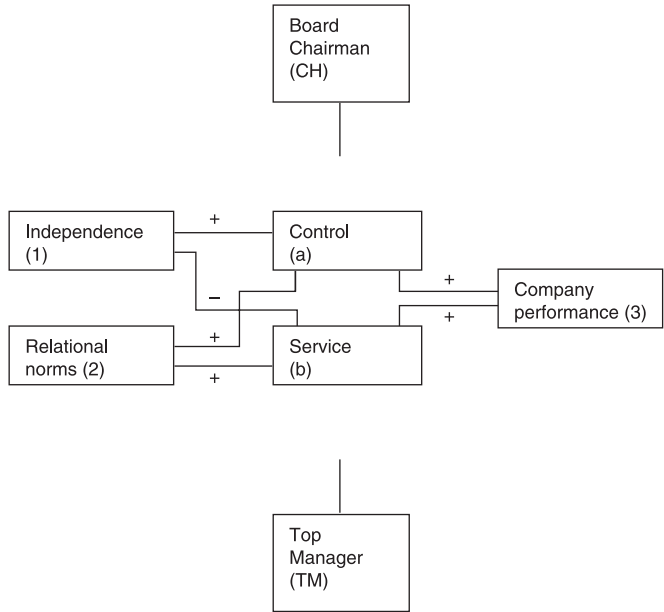 Board
Chairman
(CH)
+
Independence
(1)
Control
(a)
+
–
Company
performance (3)
+
+
Relational
norms (2)
Service
(b)
+
Top
Manager
(TM)